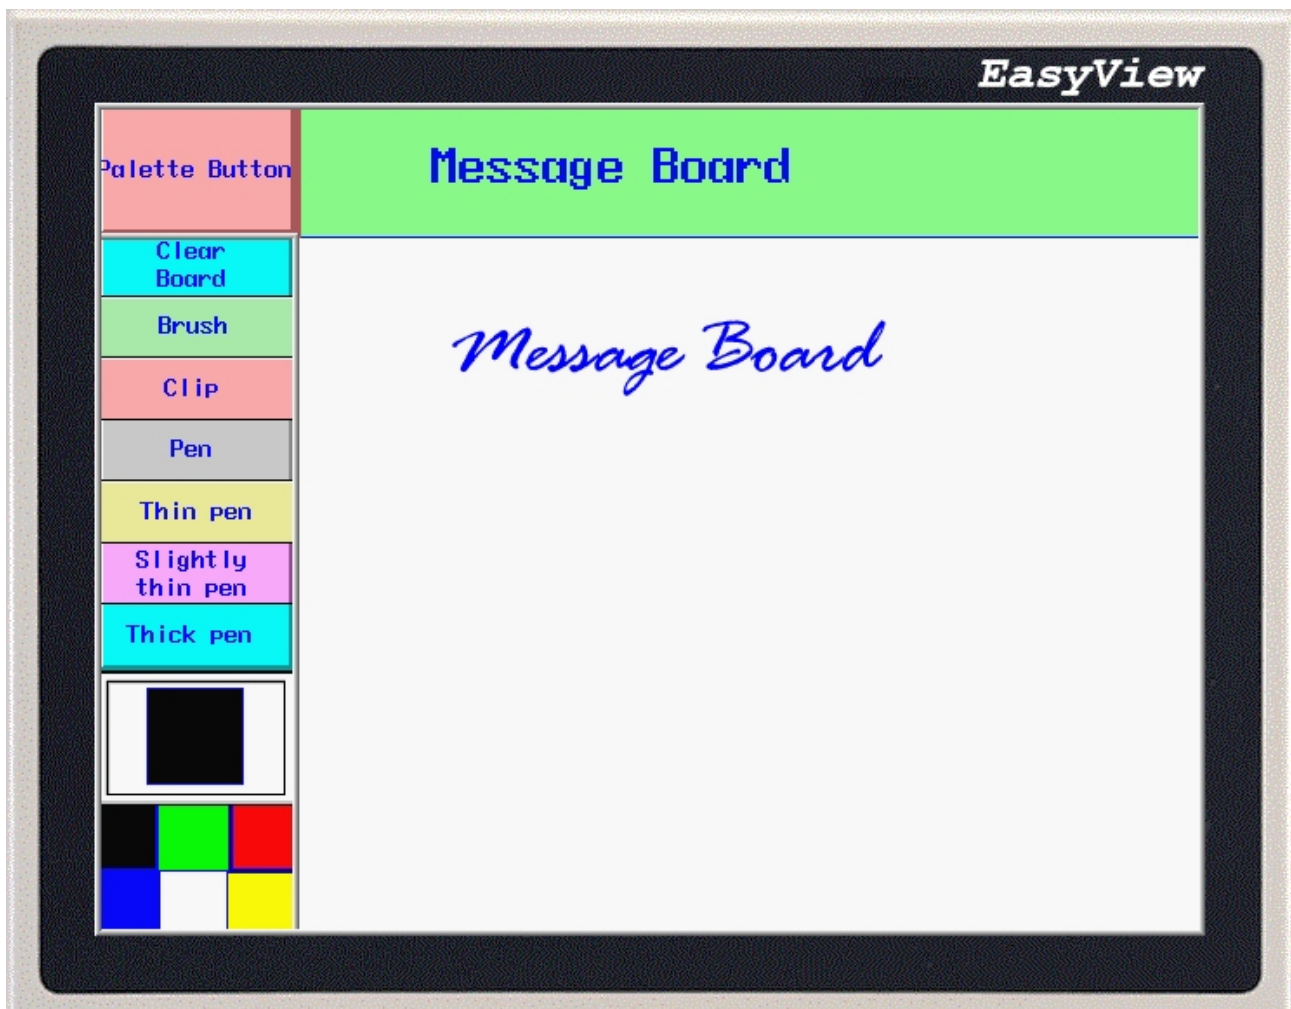 EasyView
Palette Button
Message Board
Clear
Board
Brush
Clip
Pen
Thin pen
Slightly
thin pen
Thick pen
Message Board